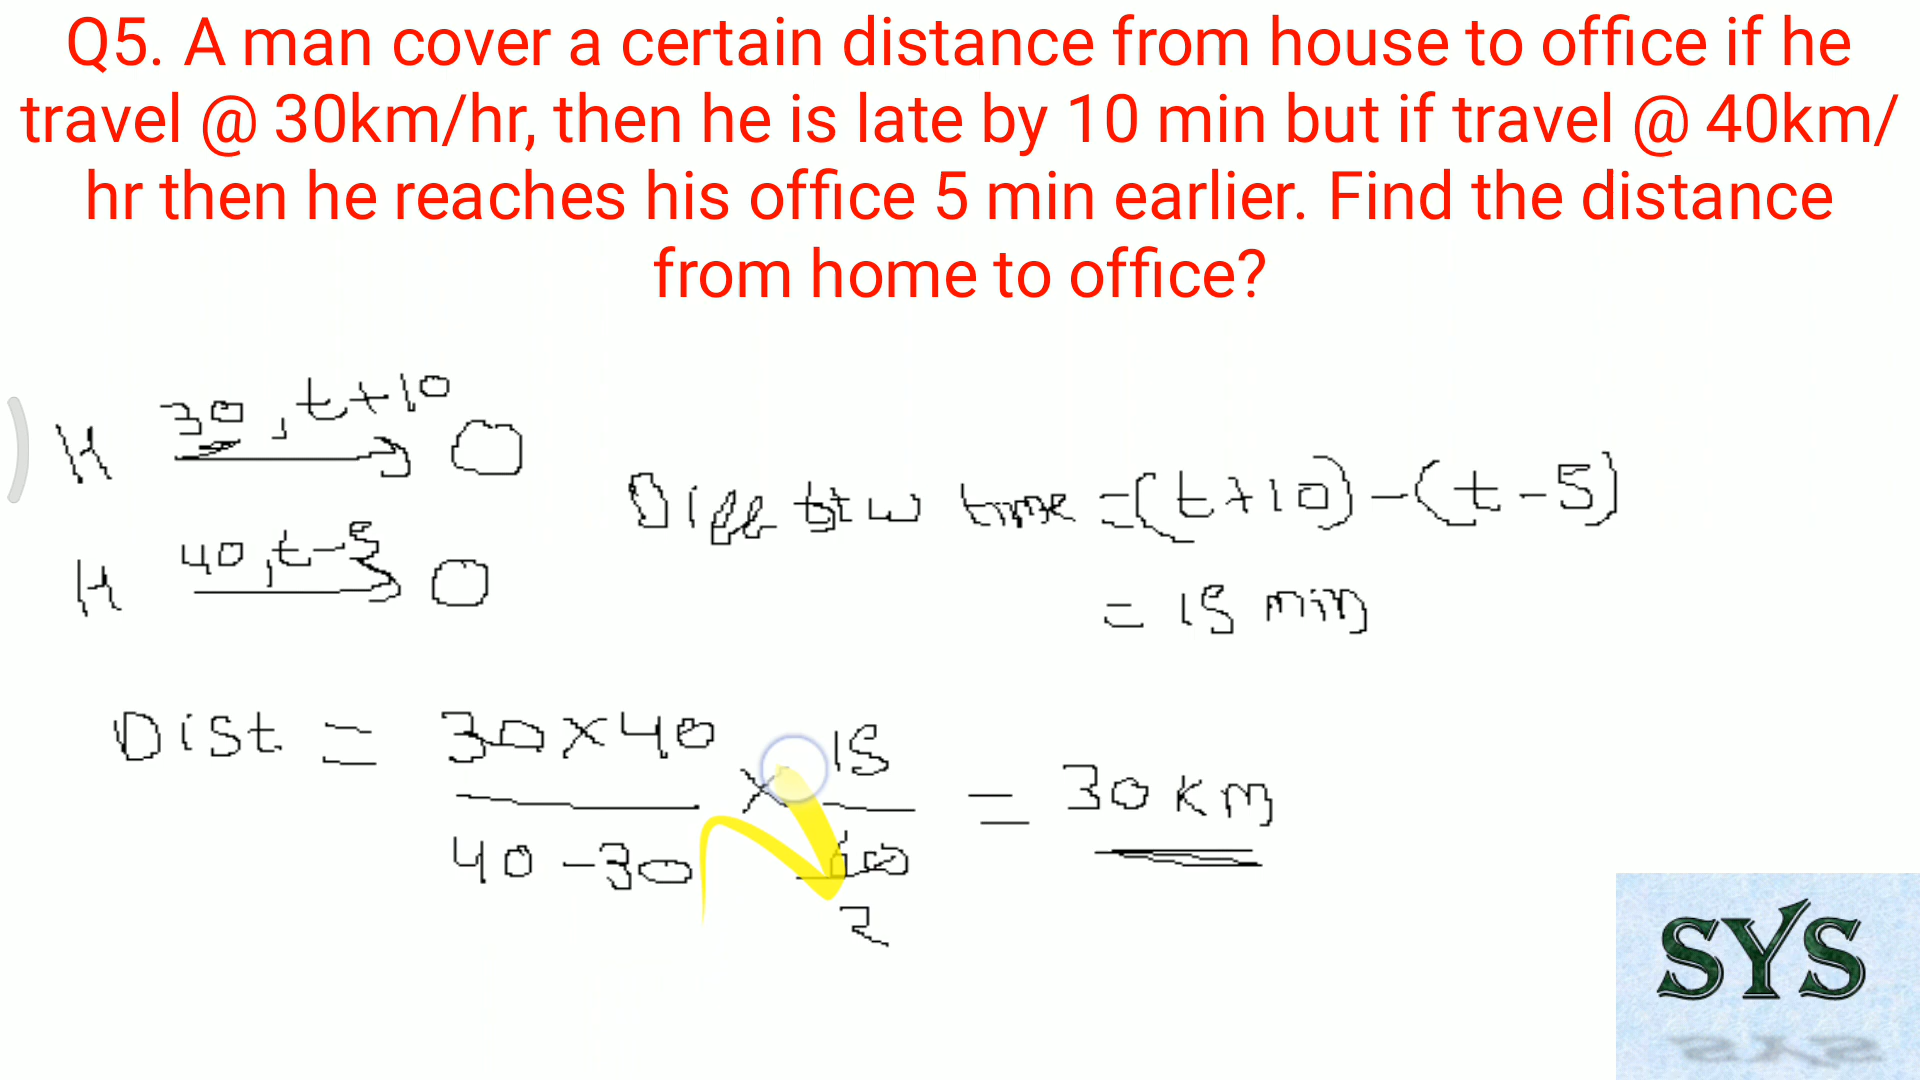 Q5. A man cover a certain distance from house to office if he
travel @ 30km/hr, then he is late by 10 min but if travel @ 40km/
hr then he reaches his office 5 min earlier. Find the distance
from home to office?
H 30, t+10 O
H 40, t-5 O
Diff btw time = (t+10) - (t-5)
= 15 min
Dist = 30×40 / 40-30 × 15 / 60 = 30 km
2
SYS